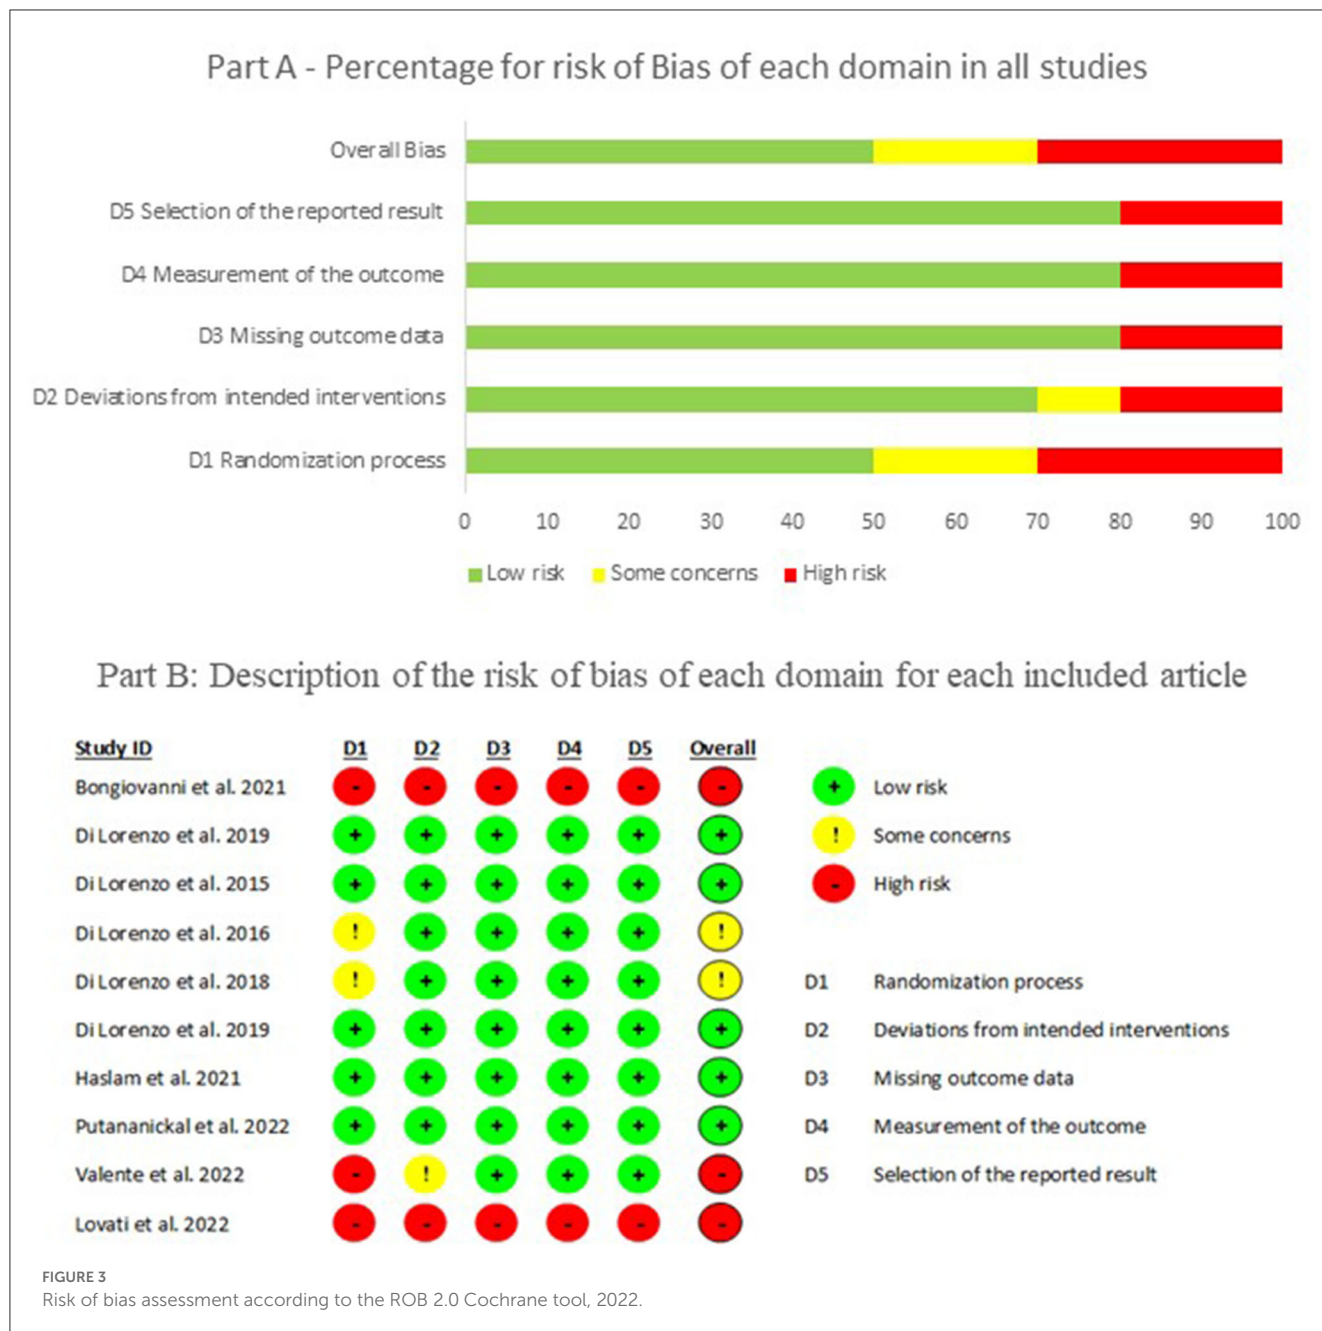 Part A - Percentage for risk of Bias of each domain in all studies
Overall Bias
D5 Selection of the reported result
D4 Measurement of the outcome
D3 Missing outcome data
D2 Deviations from intended interventions
D1 Randomization process
0 10 20 30 40 50 60 70 80 90 100
Low risk Some concerns High risk
Part B: Description of the risk of bias of each domain for each included article
Study ID D1 D2 D3 D4 D5 Overall
Bongiovanni et al. 2021 - - - - - -
Di Lorenzo et al. 2019 + + + + + +
Di Lorenzo et al. 2015 + + + + + +
Di Lorenzo et al. 2016 ! + + + + !
Di Lorenzo et al. 2018 ! + + + + !
Di Lorenzo et al. 2019 + + + + + +
Haslam et al. 2021 + + + + + +
Putananickal et al. 2022 + + + + + +
Valente et al. 2022 - ! + + + -
Lovati et al. 2022 - - - - - -
+ Low risk
! Some concerns
- High risk
D1 Randomization process
D2 Deviations from intended interventions
D3 Missing outcome data
D4 Measurement of the outcome
D5 Selection of the reported result
FIGURE 3
Risk of bias assessment according to the ROB 2.0 Cochrane tool, 2022.